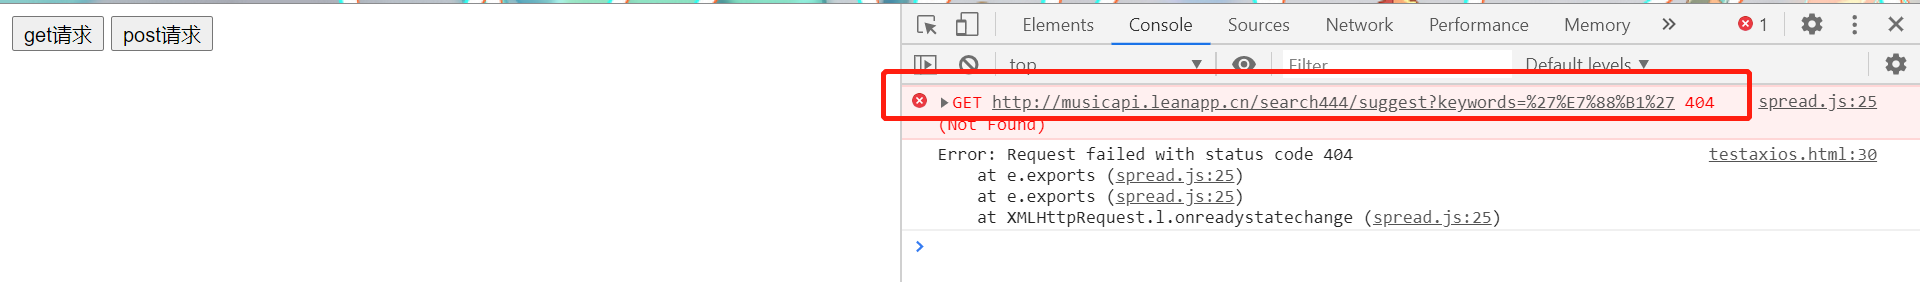 get请求 post请求
Elements Console Sources Network Performance Memory » 1
top ▼ Filter Default levels ▼
GET http://musicapi.leanapp.cn/search444/suggest?keywords=%27%E7%88%B1%27 404 spread.js:25
(Not Found)
Error: Request failed with status code 404 testaxios.html:30
at e.exports (spread.js:25)
at e.exports (spread.js:25)
at XMLHttpRequest.l.onreadystatechange (spread.js:25)